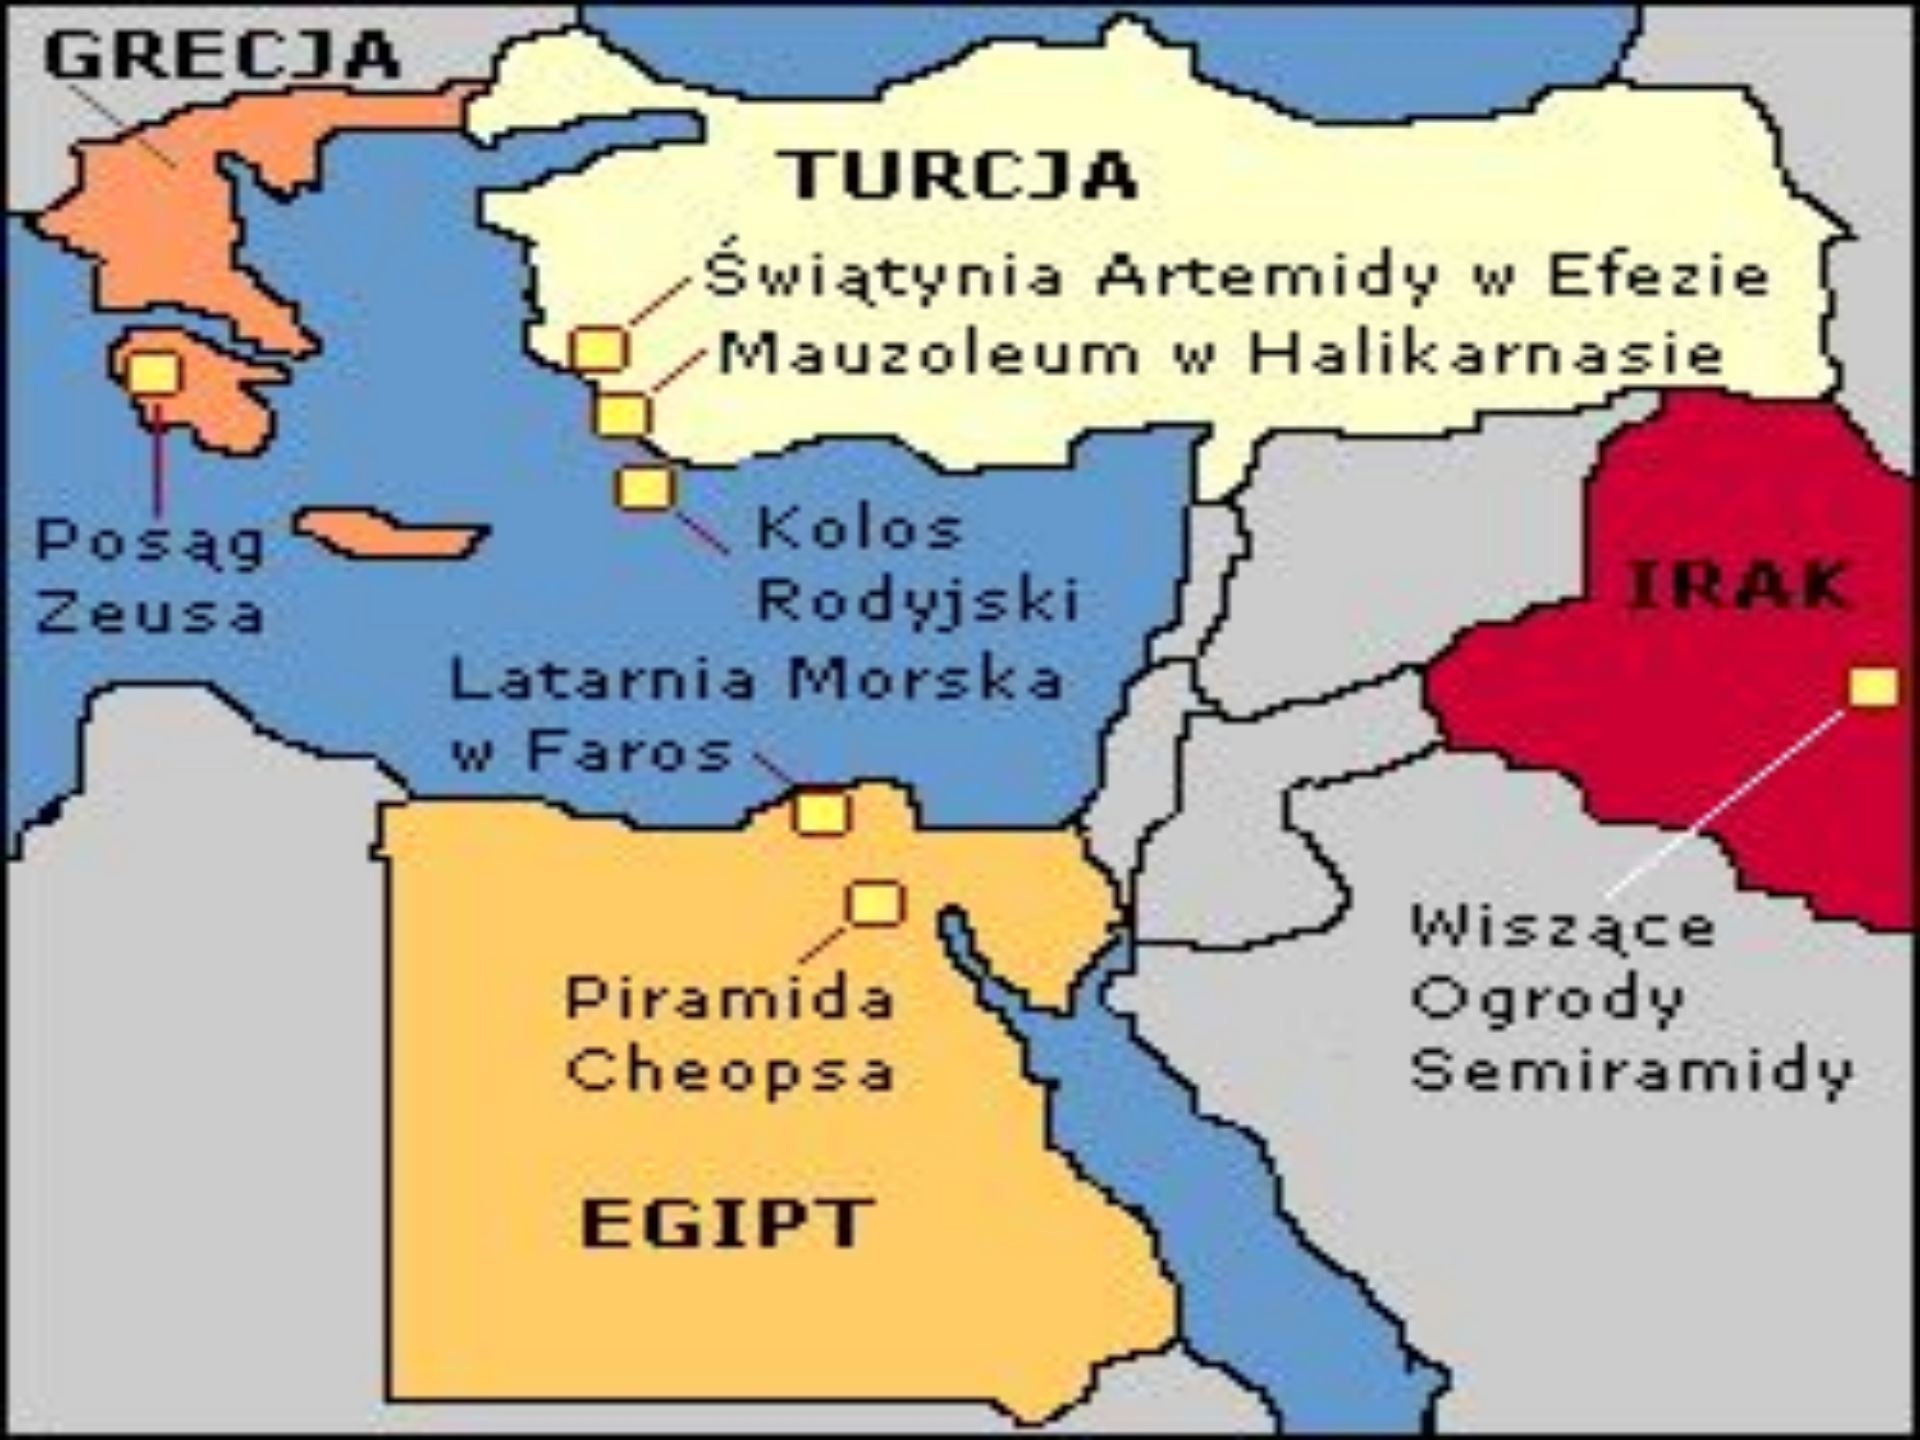 GRECJA
TURCJA
Świątynia Artemidy w Efezie
Mauzoleum w Halikarnasie
Posąg
Zeusa
Kolos
Rodyjski
IRAK
Latarnia Morska
w Faros
Piramida
Cheopsa
Wiszące
Ogrody
Semiramidy
EGIPT